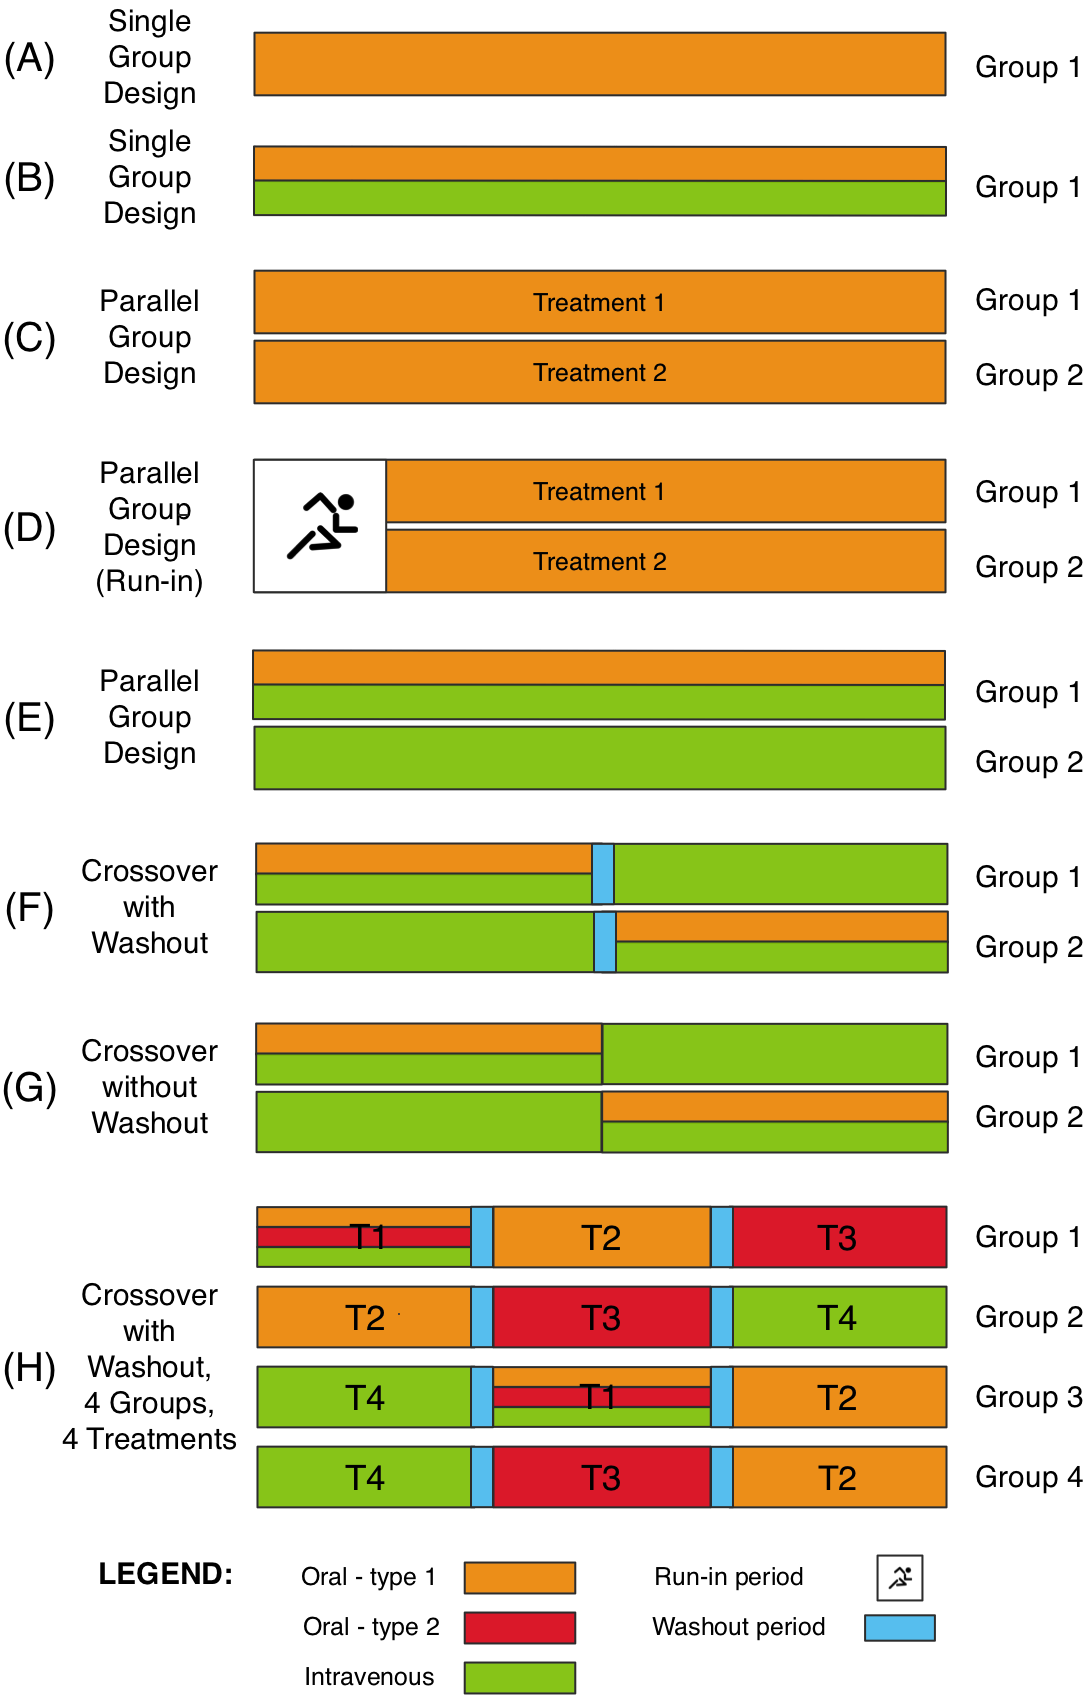 (A)
Single
Group
Design
Group 1
(B)
Single
Group
Design
Group 1
(C)
Parallel
Group
Design
Treatment 1
Group 1
Treatment 2
Group 2
(D)
Parallel
Group
Design
(Run-in)
Treatment 1
Group 1
Treatment 2
Group 2
(E)
Parallel
Group
Design
Group 1
Group 2
(F)
Crossover
with
Washout
Group 1
Group 2
(G)
Crossover
without
Washout
Group 1
Group 2
(H)
Crossover
with
Washout,
4 Groups,
4 Treatments
T1 T2 T3 Group 1
T2 T3 T4 Group 2
T4 T1 T2 Group 3
T4 T3 T2 Group 4
LEGEND:
Oral - type 1
Oral - type 2
Intravenous
Run-in period
Washout period